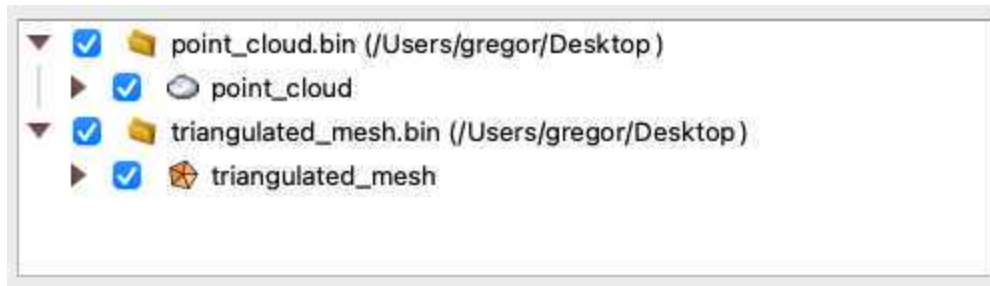 point_cloud.bin (/Users/gregor/Desktop)
point_cloud
triangulated_mesh.bin (/Users/gregor/Desktop)
triangulated_mesh